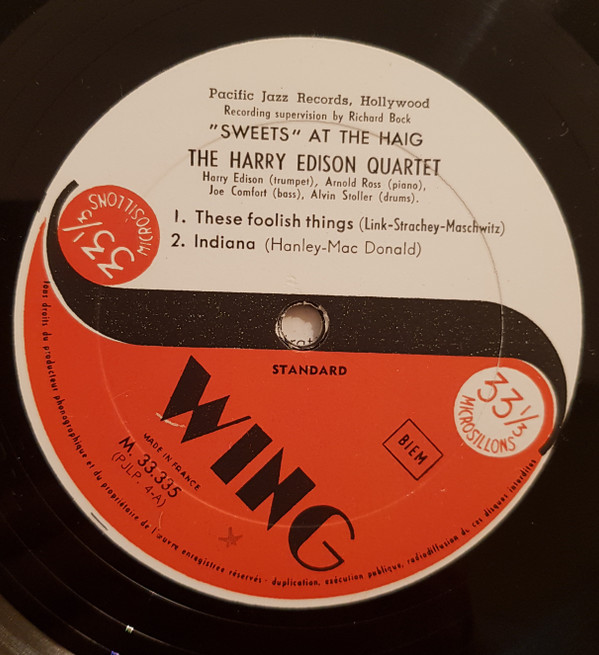 Pacific Jazz Records, Hollywood
Recording supervision by Richard Bock
"SWEETS" AT THE HAIG
THE HARRY EDISON QUARTET
Harry Edison (trumpet), Arnold Ross (piano),
Joe Comfort (bass), Alvin Stoller (drums).
1. These foolish things (Link-Strachey-Maschwitz)
2. Indiana (Hanley-Mac Donald)
33 1/3
MICROSILLONS
STANDARD
33 1/3
MICROSILLONS
WING
BIEM
MADE IN FRANCE
M. 33.335
(PJLP. 4-A)
Tous droits du producteur phonographique et du propriétaire de l'œuvre enregistrée réservés - duplication, exécution publique, radiodiffusion de ces disques interdites